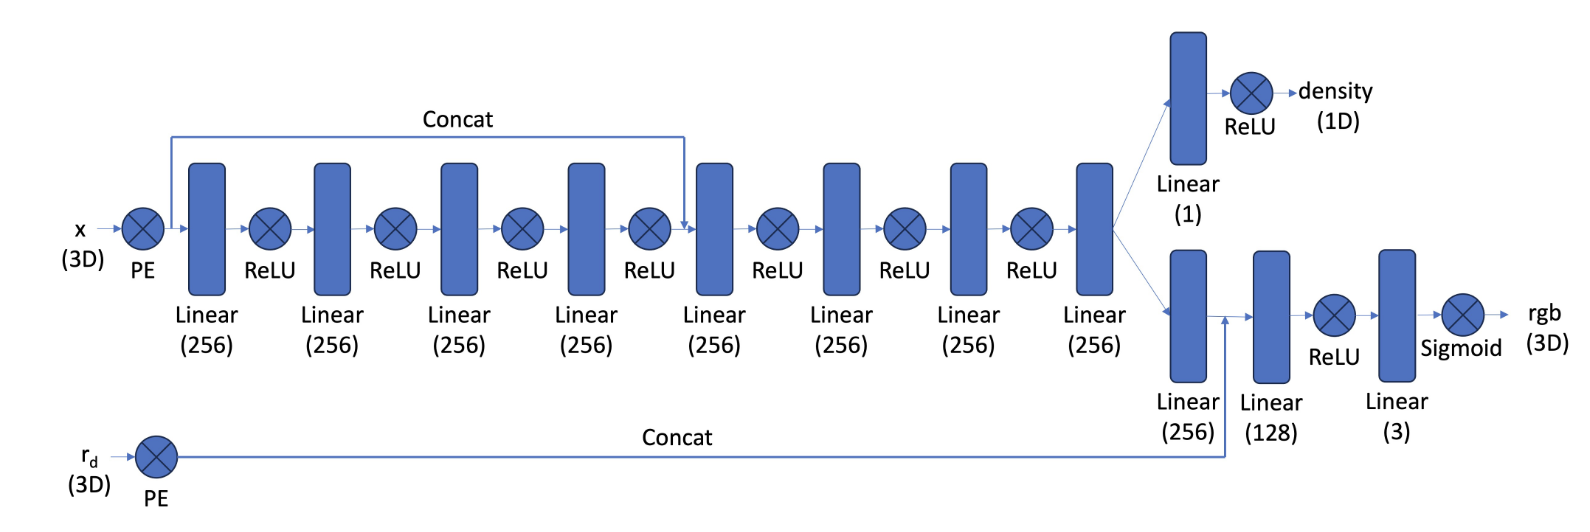 Concat
x
(3D)
PE
ReLU
ReLU
ReLU
ReLU
ReLU
ReLU
ReLU
Linear
(256)
Linear
(256)
Linear
(256)
Linear
(256)
Linear
(256)
Linear
(256)
Linear
(256)
Linear
(256)
Linear
(1)
ReLU
density
(1D)
Linear
(256)
Linear
(128)
ReLU
Linear
(3)
Sigmoid
rgb
(3D)
Concat
rd
(3D)
PE